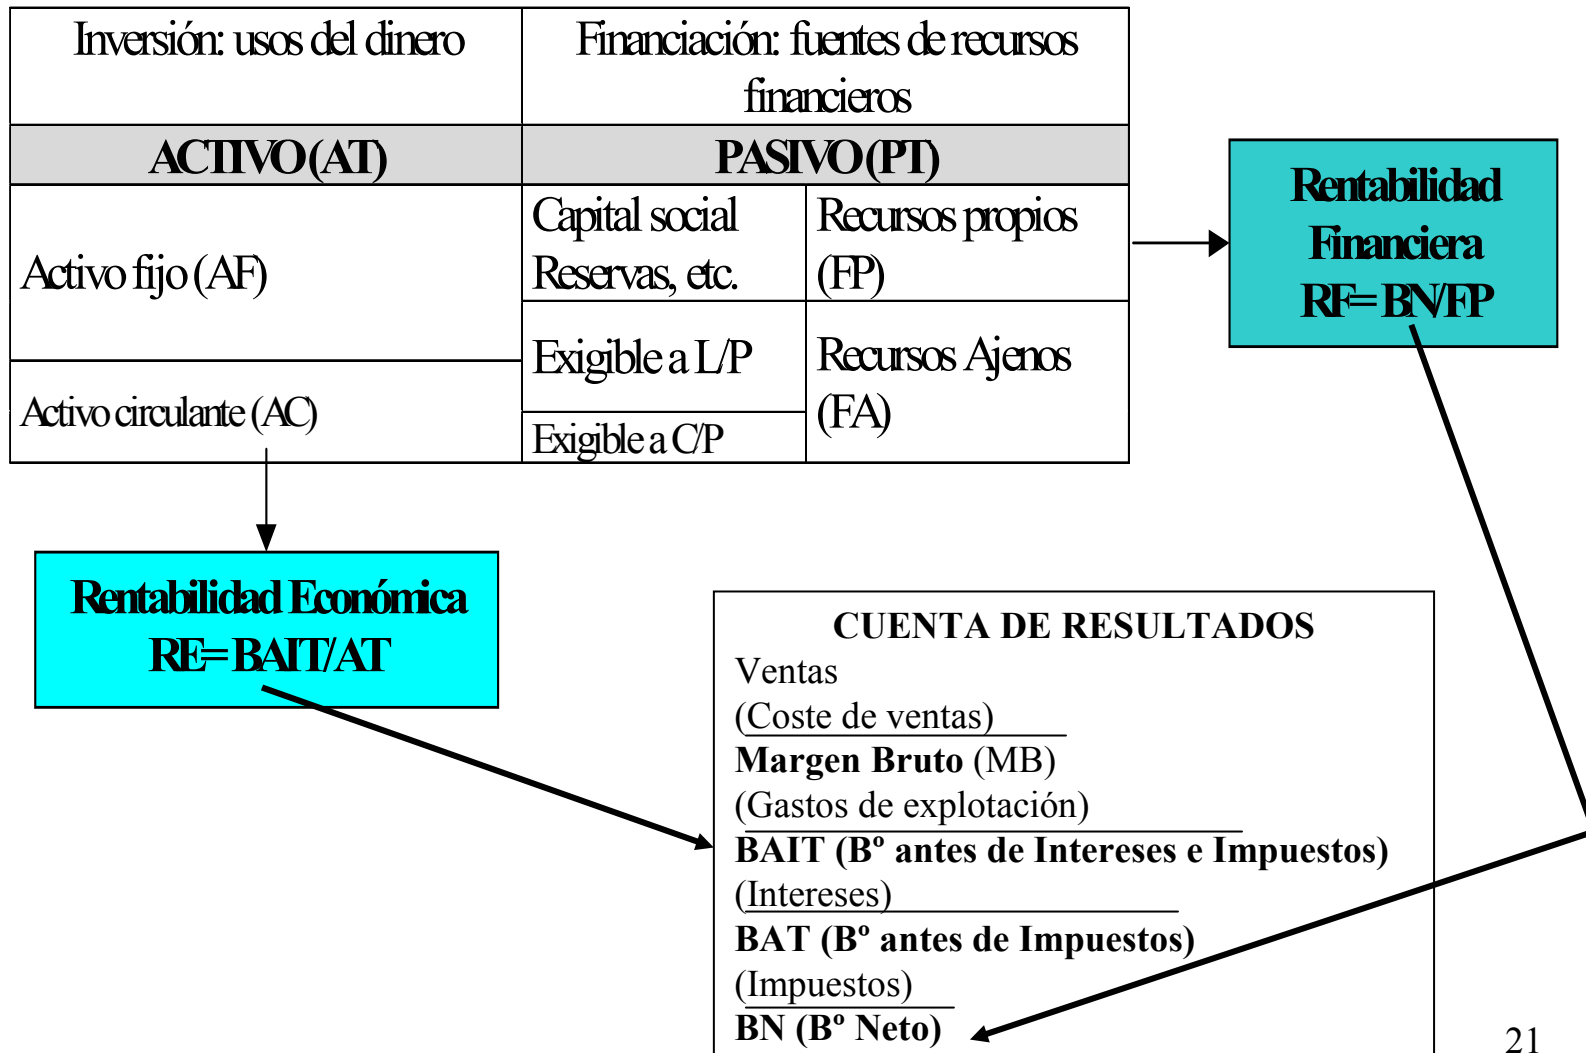 Inversión: usos del dinero
Financiación: fuentes de recursos
financieros
ACTIVO (AT)
PASIVO (PT)
Activo fijo (AF)
Activo circulante (AC)
Capital social
Reservas, etc.
Recursos propios
(FP)
Exigible a L/P
Recursos Ajenos
(FA)
Exigible a C/P
Rentabilidad
Financiera
RF= BN/FP
Rentabilidad Económica
RE= BAIT/AT
CUENTA DE RESULTADOS
Ventas
(Coste de ventas)
Margen Bruto (MB)
(Gastos de explotación)
BAIT (Bº antes de Intereses e Impuestos)
(Intereses)
BAT (Bº antes de Impuestos)
(Impuestos)
BN (Bº Neto)
21